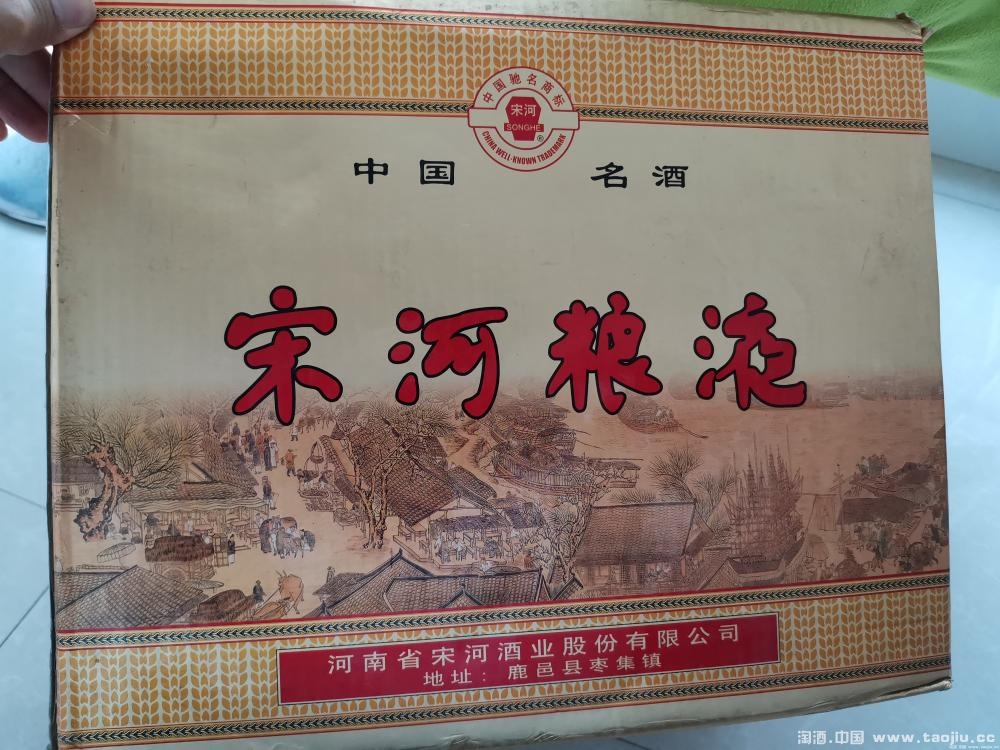 中国驰名商标
宋河
SONGHE
®
CHINA WELL-KNOWN TRADEMARK
中国 名酒
宋河粮液
河南省宋河酒业股份有限公司
地址：鹿邑县枣集镇
淘酒.中国 www.taojiu.cc